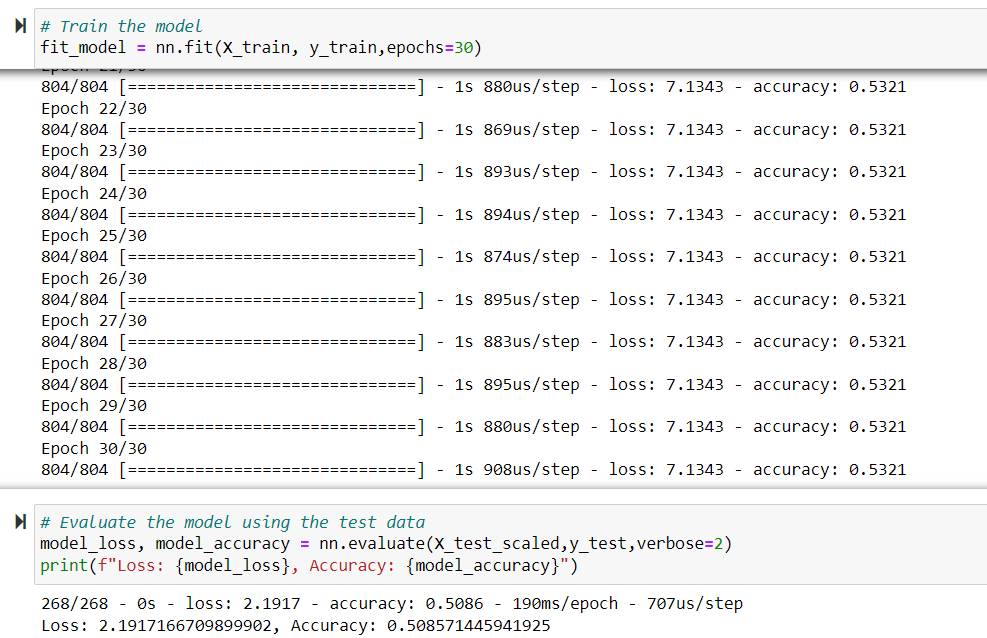 # Train the model
fit_model = nn.fit(X_train, y_train,epochs=30)
Epoch 21/30
804/804 [==============================] - 1s 880us/step - loss: 7.1343 - accuracy: 0.5321
Epoch 22/30
804/804 [==============================] - 1s 869us/step - loss: 7.1343 - accuracy: 0.5321
Epoch 23/30
804/804 [==============================] - 1s 893us/step - loss: 7.1343 - accuracy: 0.5321
Epoch 24/30
804/804 [==============================] - 1s 894us/step - loss: 7.1343 - accuracy: 0.5321
Epoch 25/30
804/804 [==============================] - 1s 874us/step - loss: 7.1343 - accuracy: 0.5321
Epoch 26/30
804/804 [==============================] - 1s 895us/step - loss: 7.1343 - accuracy: 0.5321
Epoch 27/30
804/804 [==============================] - 1s 883us/step - loss: 7.1343 - accuracy: 0.5321
Epoch 28/30
804/804 [==============================] - 1s 895us/step - loss: 7.1343 - accuracy: 0.5321
Epoch 29/30
804/804 [==============================] - 1s 880us/step - loss: 7.1343 - accuracy: 0.5321
Epoch 30/30
804/804 [==============================] - 1s 908us/step - loss: 7.1343 - accuracy: 0.5321
# Evaluate the model using the test data
model_loss, model_accuracy = nn.evaluate(X_test_scaled,y_test,verbose=2)
print(f"Loss: {model_loss}, Accuracy: {model_accuracy}")
268/268 - 0s - loss: 2.1917 - accuracy: 0.5086 - 190ms/epoch - 707us/step
Loss: 2.1917166709899902, Accuracy: 0.508571445941925